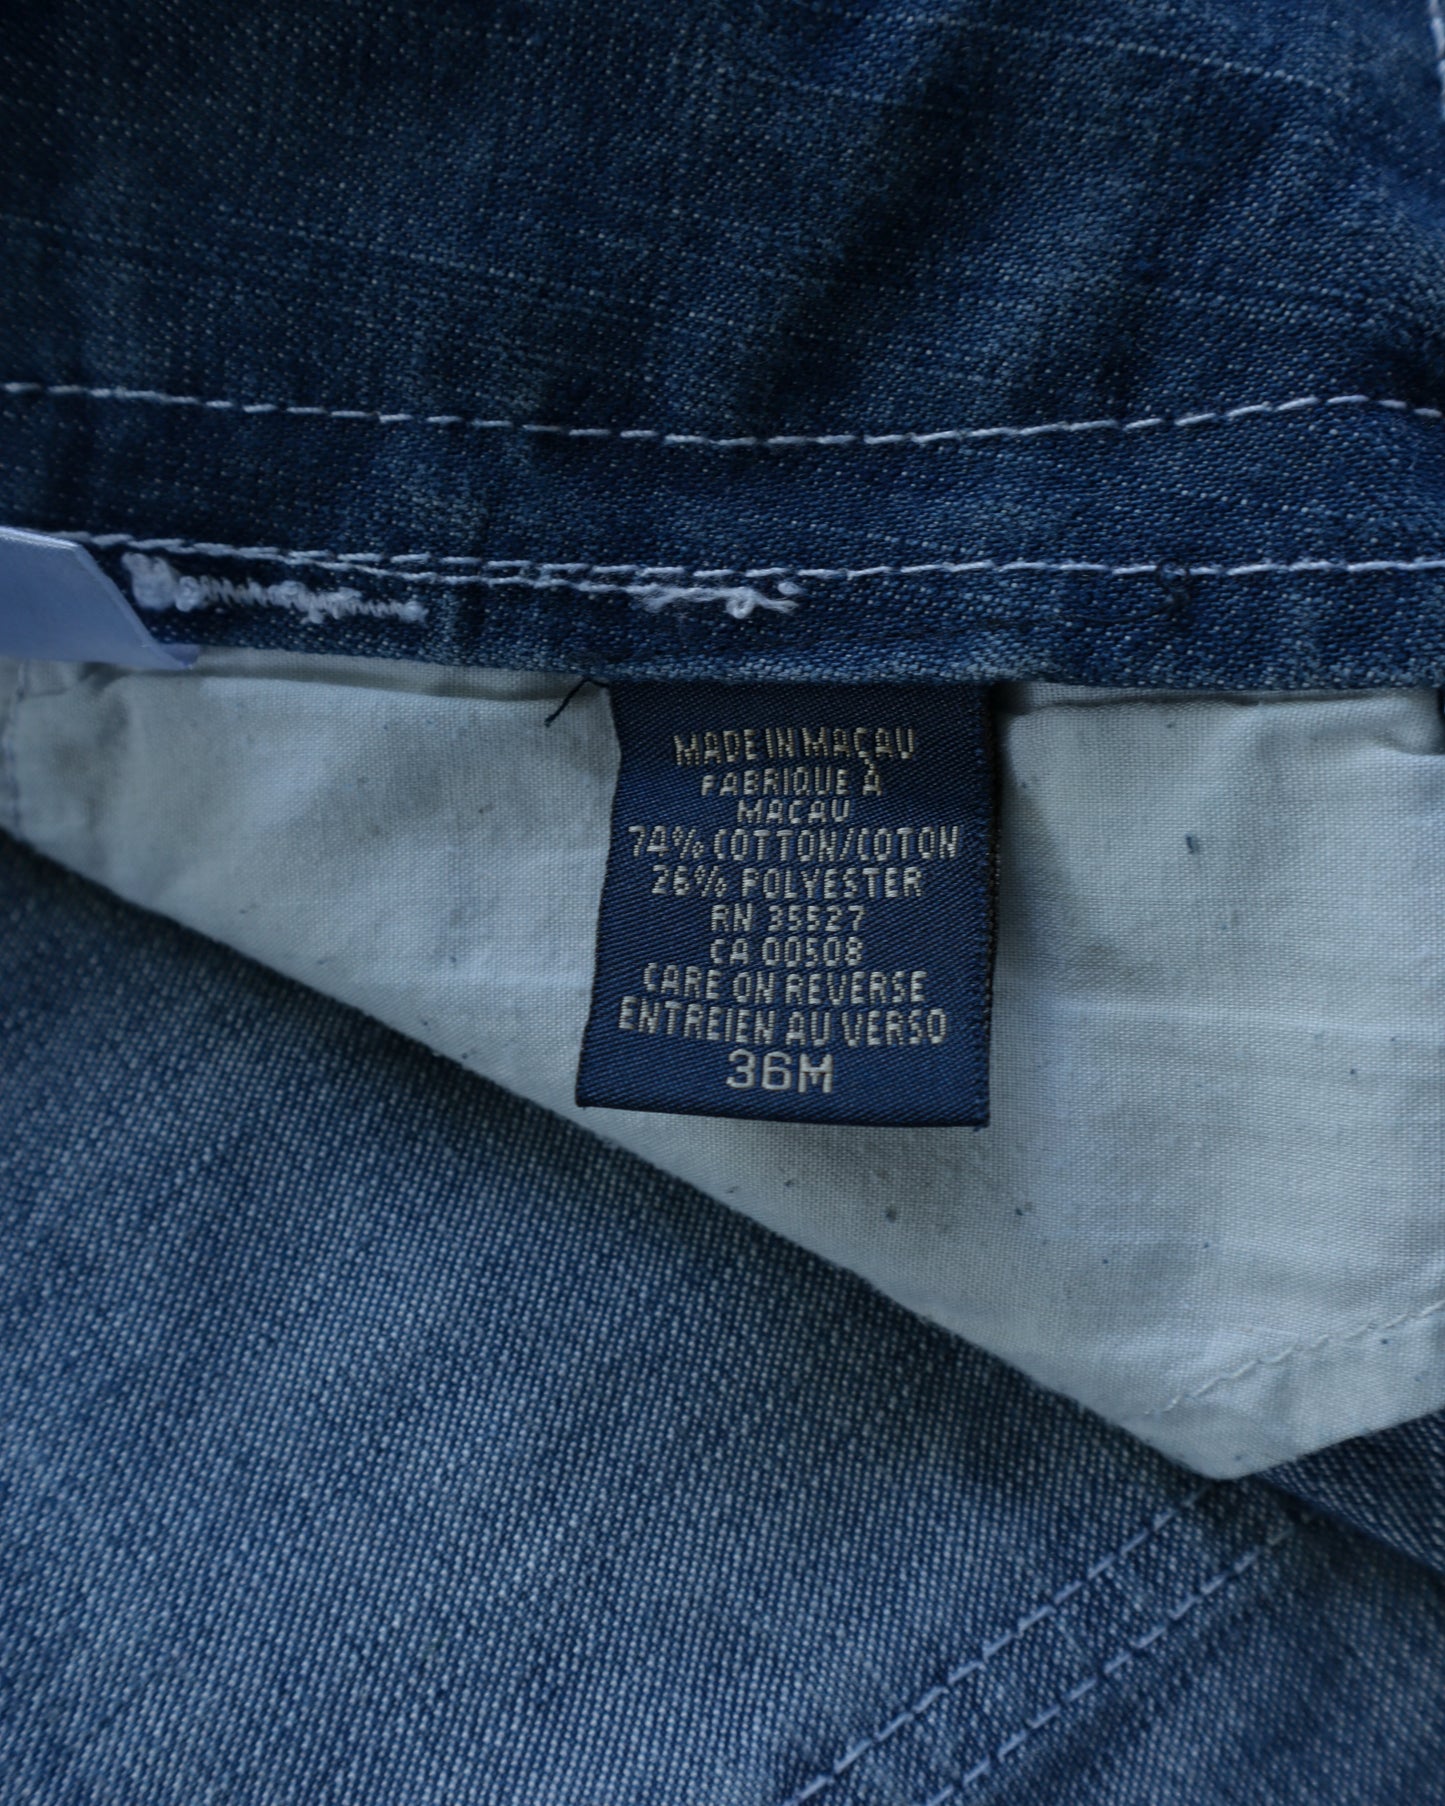 MADE IN MACAU
FABRIQUE À
MACAU
74% COTTON/COTON
26% POLYESTER
RN 35527
CA 00508
CARE ON REVERSE
ENTREIEN AU VERSO
36M